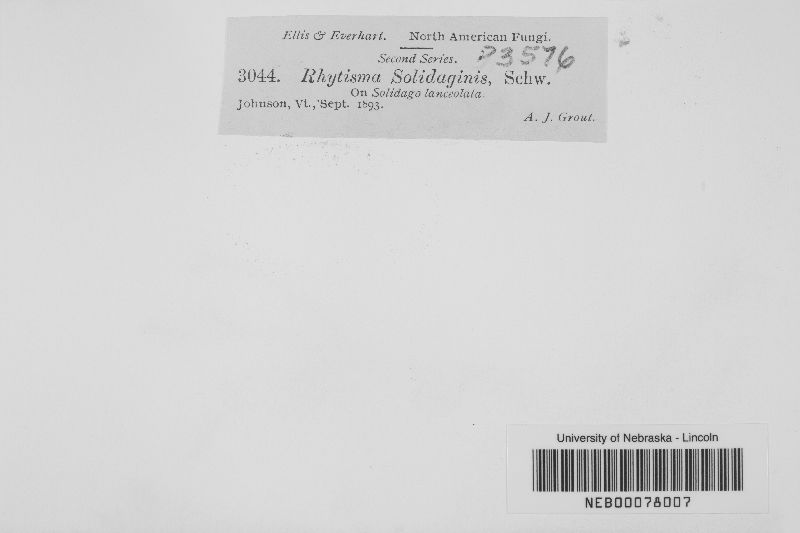 Ellis & Everhart. North American Fungi.
Second Series. P3576
3044. Rhytisma Solidaginis, Schw.
On Solidago lanceolata.
Johnson, Vt., Sept. 1893.
A. J. Grout.
University of Nebraska - Lincoln
NEB00078007